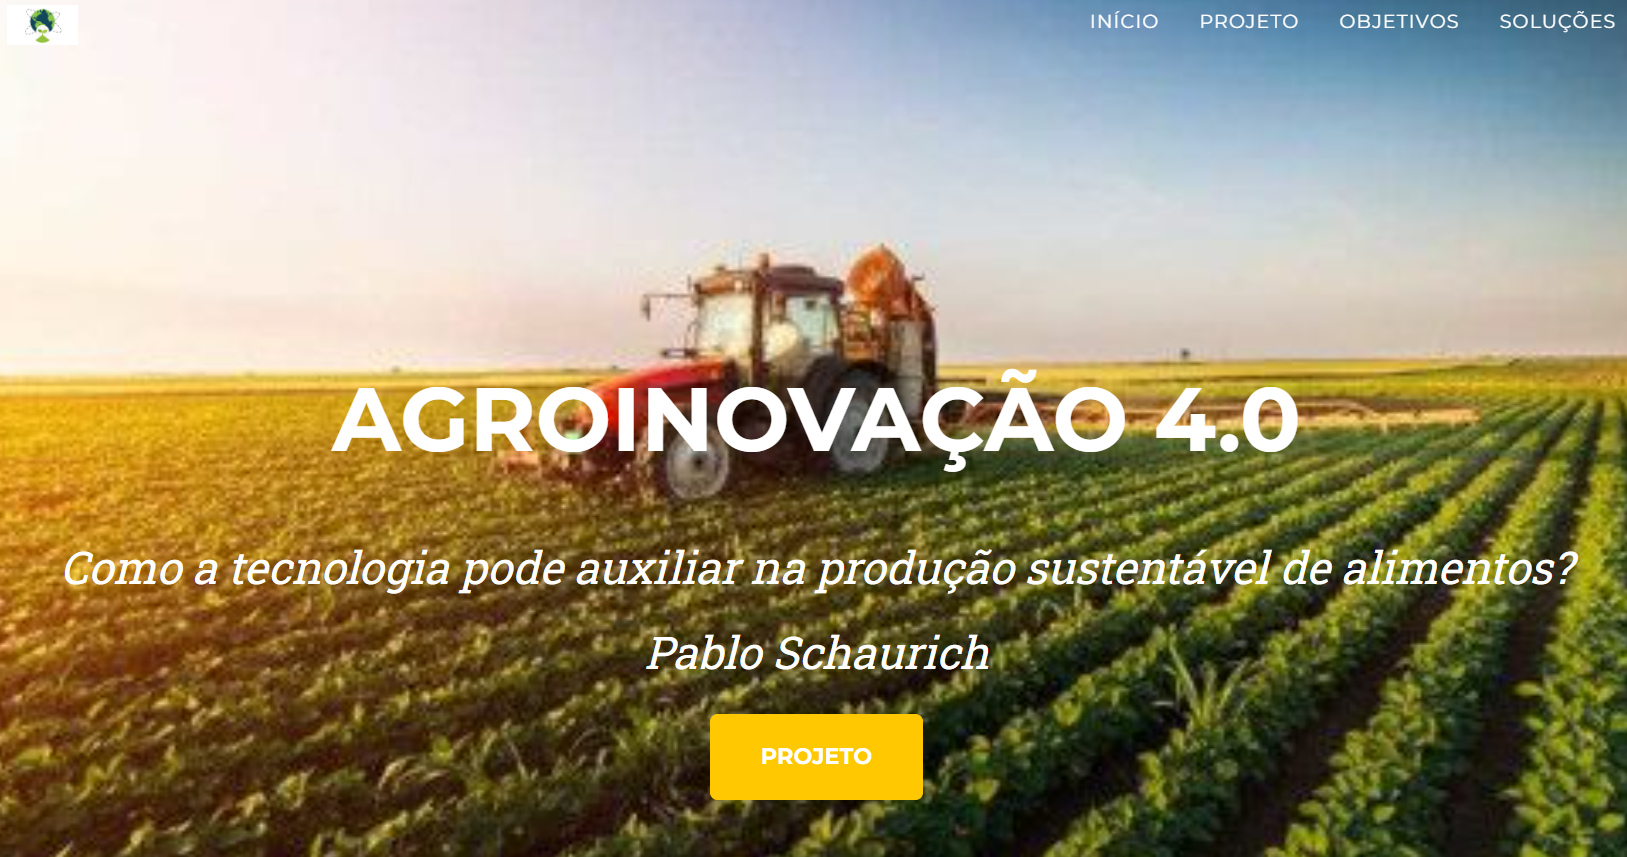 INÍCIO PROJETO OBJETIVOS SOLUÇÕES
AGROINOVAÇÃO 4.0
Como a tecnologia pode auxiliar na produção sustentável de alimentos?
Pablo Schaurich
PROJETO